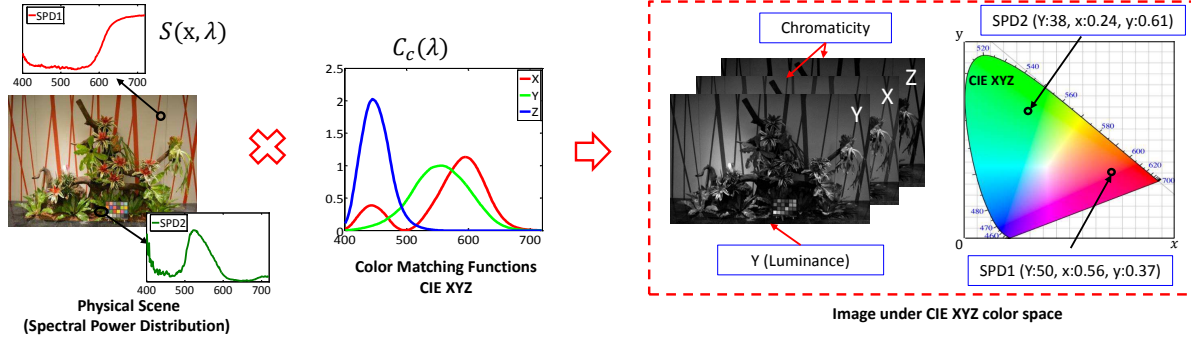 SPD1
400 500 600 700
S(x, λ)
SPD2
400 500 600 700
Physical Scene
(Spectral Power Distribution)
C_c(λ)
2.5
2
1.5
1
0.5
0
400 500 600 700
X
Y
Z
Color Matching Functions
CIE XYZ
Chromaticity
Z
X
Y
Y (Luminance)
SPD2 (Y:38, x:0.24, y:0.61)
y
520
540
CIE XYZ
560
580
600
620
700
480
470
460
0
x
SPD1 (Y:50, x:0.56, y:0.37)
Image under CIE XYZ color space